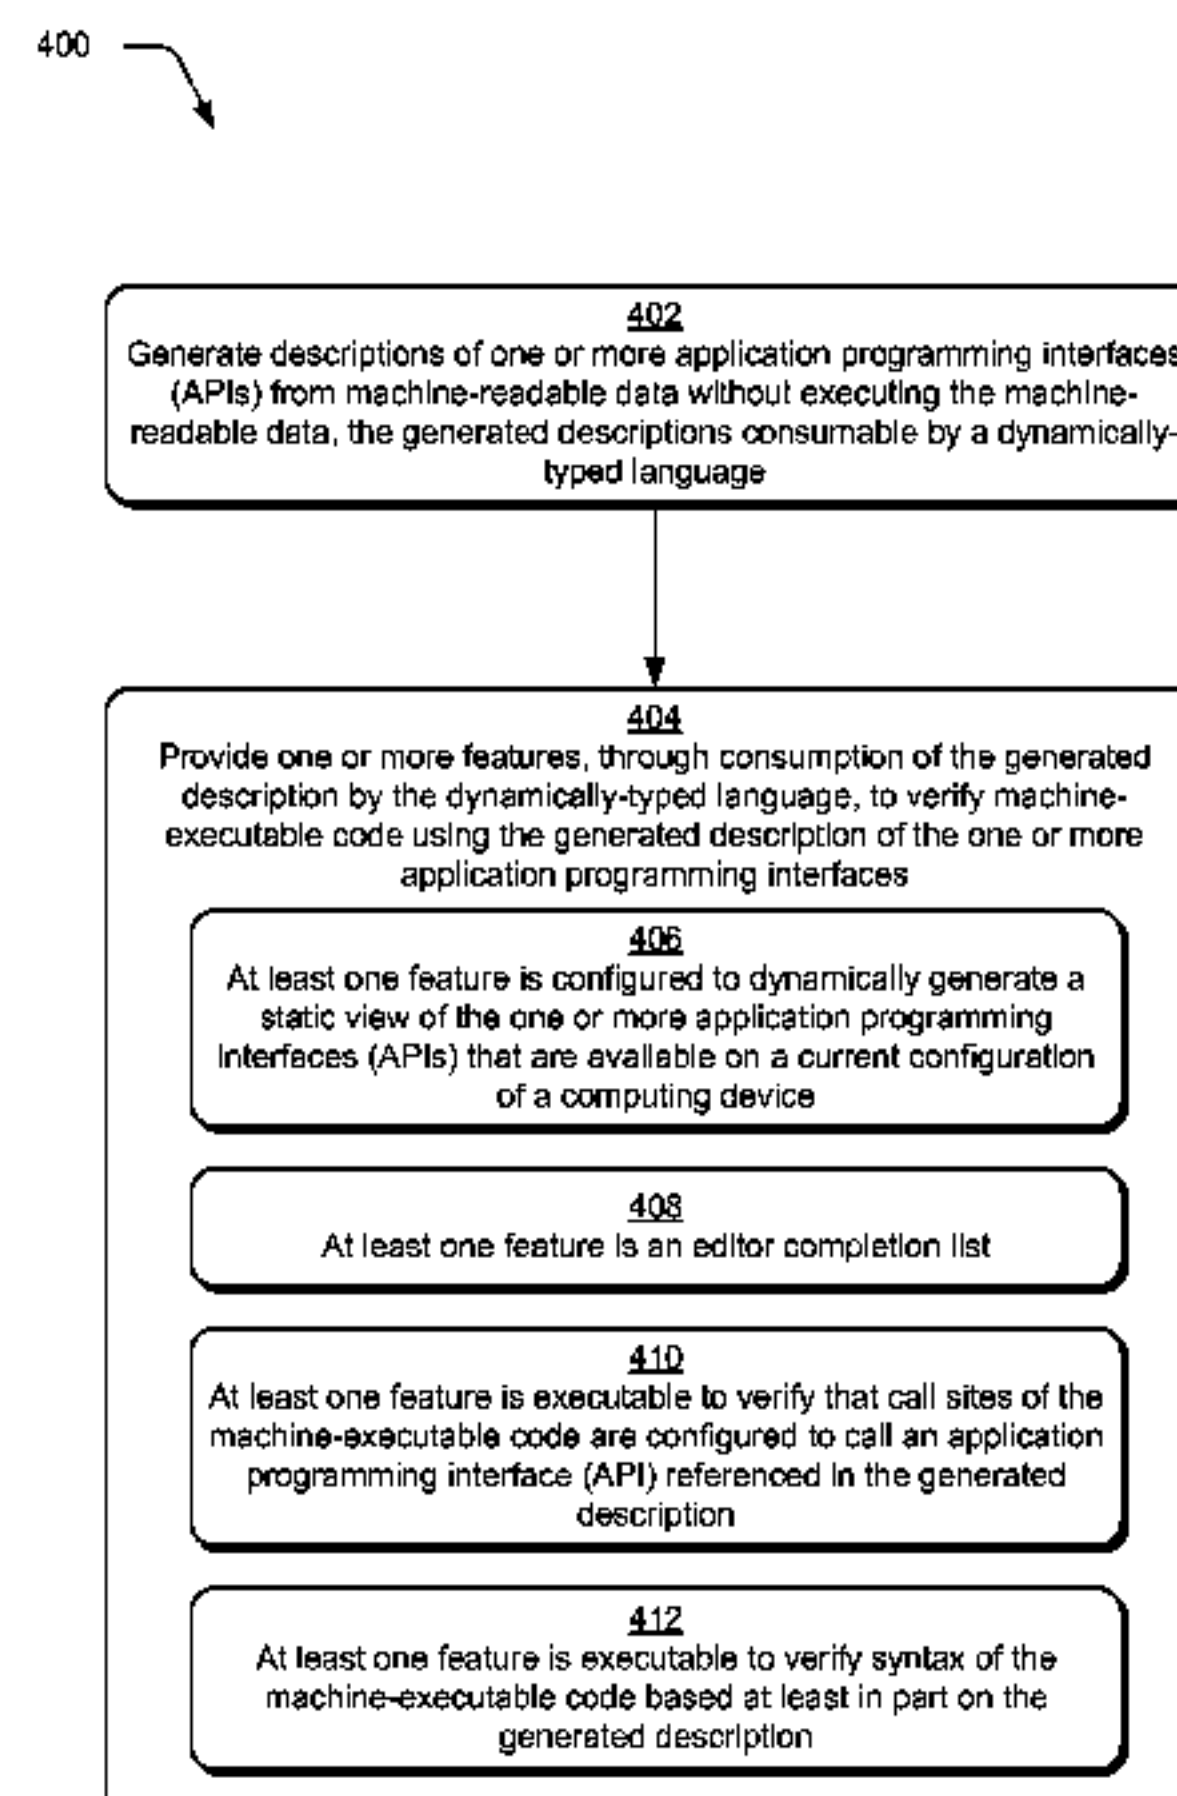 400
402
Generate descriptions of one or more application programming interfaces
(APIs) from machine-readable data without executing the machine-
readable data, the generated descriptions consumable by a dynamically-
typed language
404
Provide one or more features, through consumption of the generated
description by the dynamically-typed language, to verify machine-
executable code using the generated description of the one or more
application programming interfaces
406
At least one feature is configured to dynamically generate a
static view of the one or more application programming
interfaces (APIs) that are available on a current configuration
of a computing device
408
At least one feature is an editor completion list
410
At least one feature is executable to verify that call sites of the
machine-executable code are configured to call an application
programming interface (API) referenced in the generated
description
412
At least one feature is executable to verify syntax of the
machine-executable code based at least in part on the
generated description